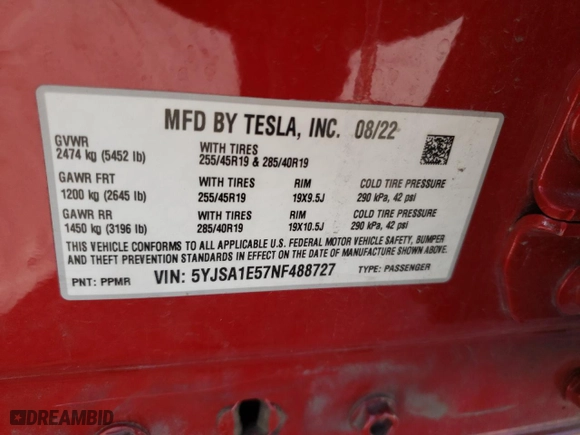 MFD BY TESLA, INC. 08/22
GVWR
2474 kg (5452 lb)
WITH TIRES
255/45R19 & 285/40R19
GAWR FRT
1200 kg (2645 lb)
WITH TIRES
255/45R19
RIM
19X9.5J
COLD TIRE PRESSURE
290 kPa, 42 psi
GAWR RR
1450 kg (3196 lb)
WITH TIRES
285/40R19
RIM
19X10.5J
COLD TIRE PRESSURE
290 kPa, 42 psi
THIS VEHICLE CONFORMS TO ALL APPLICABLE U.S. FEDERAL MOTOR VEHICLE SAFETY, BUMPER
AND THEFT PREVENTION STANDARDS IN EFFECT ON THE DATE OF MANUFACTURE SHOWN ABOVE.
PNT: PPMR
VIN: 5YJSA1E57NF488727
TYPE: PASSENGER
DREAMBID